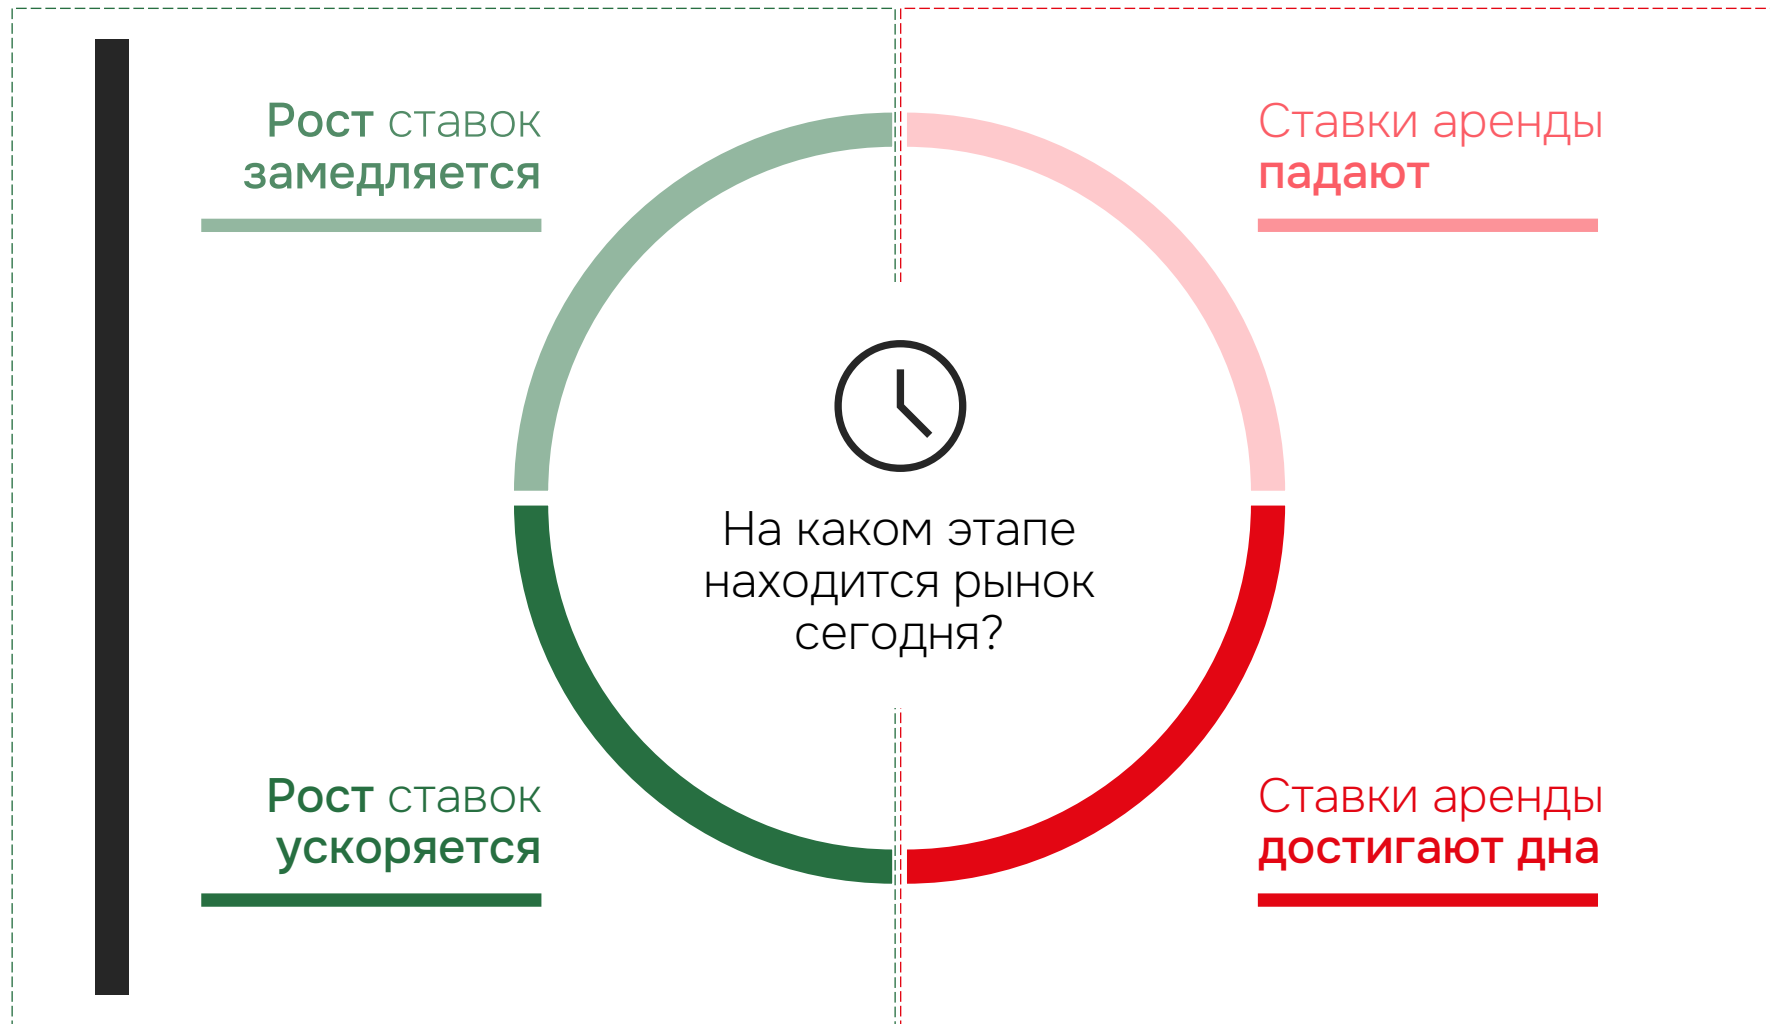 Рост ставок
замедляется
Ставки аренды
падают
На каком этапе
находится рынок
сегодня?
Рост ставок
ускоряется
Ставки аренды
достигают дна